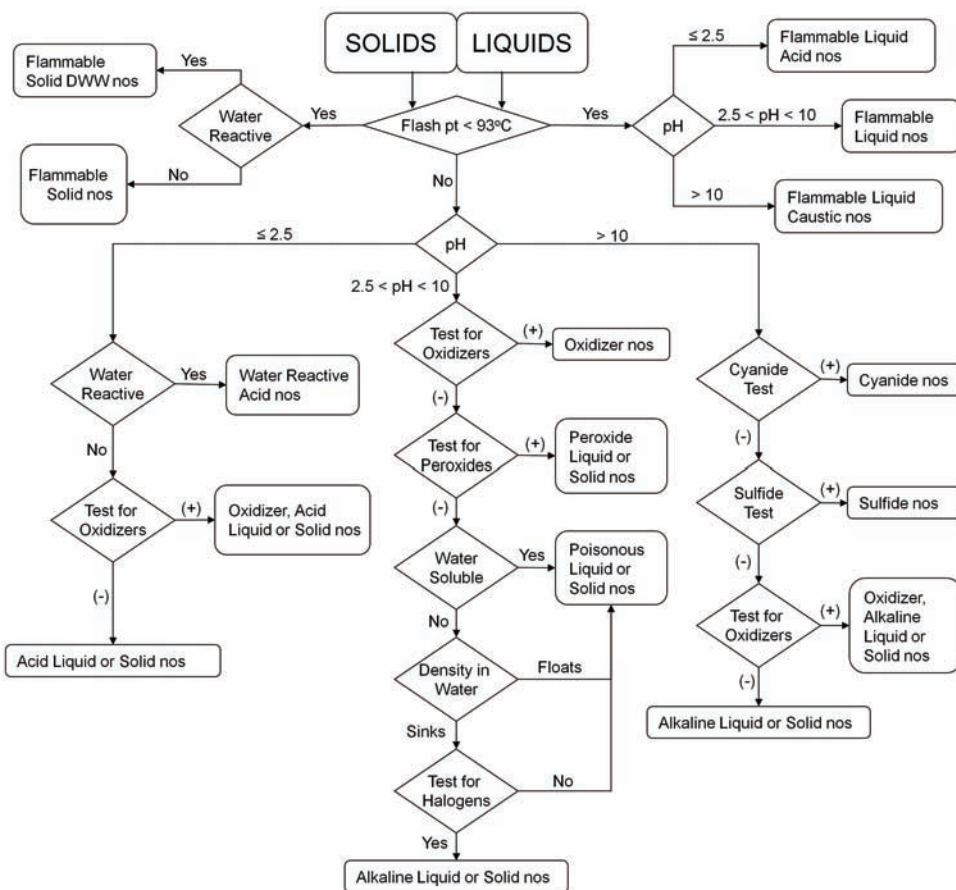 SOLIDS
LIQUIDS
≤ 2.5
Flammable Liquid
Acid nos
Flammable
Solid DWW nos
Yes
Water
Reactive
Yes
Flash pt < 93°C
Yes
pH
2.5 < pH < 10
Flammable
Liquid nos
No
Flammable
Solid nos
No
> 10
Flammable Liquid
Caustic nos
≤ 2.5
pH
> 10
2.5 < pH < 10
Test for
Oxidizers
(+)
Oxidizer nos
Water
Reactive
Yes
Water Reactive
Acid nos
Cyanide
Test
(+)
Cyanide nos
(-)
No
Test for
Peroxides
(+)
Peroxide
Liquid or
Solid nos
(-)
Test for
Oxidizers
(+)
Oxidizer, Acid
Liquid or Solid nos
Sulfide
Test
(+)
Sulfide nos
(-)
Water
Soluble
Yes
Poisonous
Liquid or
Solid nos
(-)
(-)
No
Test for
Oxidizers
(+)
Oxidizer,
Alkaline
Liquid or
Solid nos
Acid Liquid or Solid nos
Density in
Water
Floats
(-)
Alkaline Liquid or Solid nos
Sinks
Test for
Halogens
No
Yes
Alkaline Liquid or Solid nos